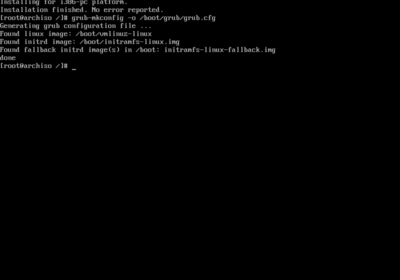 Installing for i386-pc platform.
Installation finished. No error reported.
[root@archiso /]# grub-mkconfig -o /boot/grub/grub.cfg
Generating grub configuration file ...
Found linux image: /boot/vmlinuz-linux
Found initrd image: /boot/initramfs-linux.img
Found fallback initrd image(s) in /boot: initramfs-linux-fallback.img
done
[root@archiso /]# _